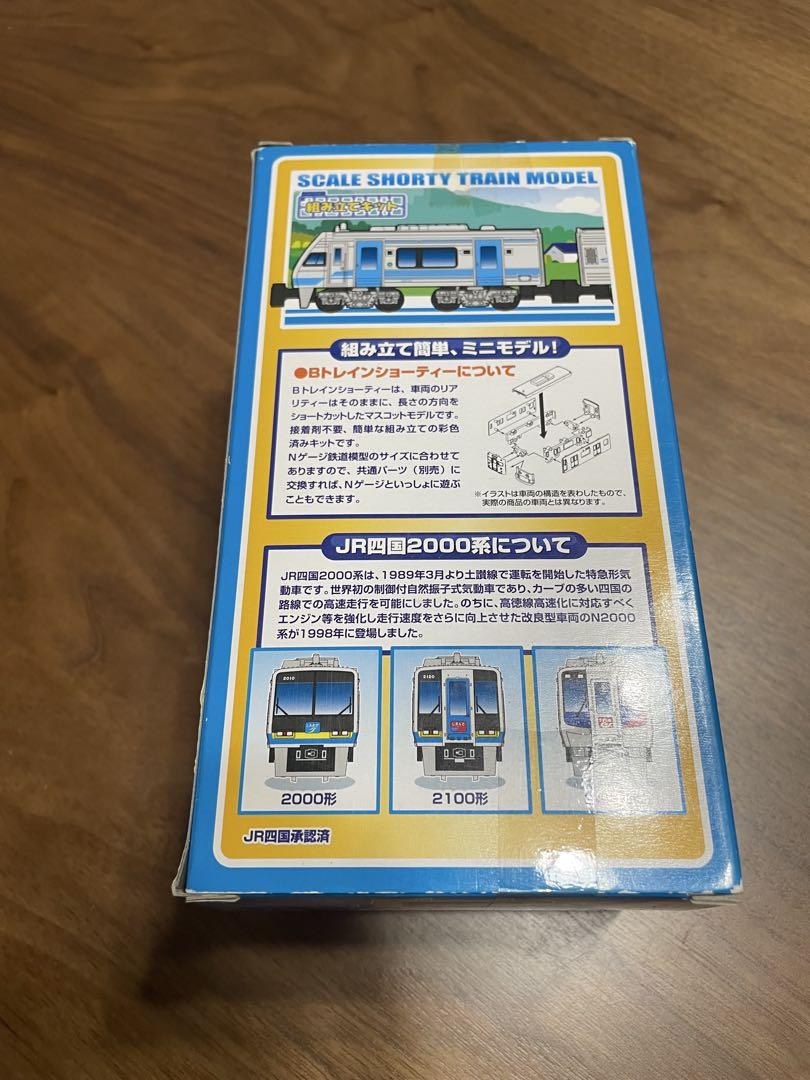 SCALE SHORTY TRAIN MODEL
組み立てキット
組み立て簡単、ミニモデル！
●Bトレインショーティーについて
Bトレインショーティーは、車両のリア
リティーはそのままに、長さの方向を
ショートカットしたマスコットモデルです。
接着剤不要、簡単な組み立ての彩色
済みキットです。
Nゲージ鉄道模型のサイズに合わせて
ありますので、共通パーツ（別売）に
交換すれば、Nゲージといっしょに遊ぶ
こともできます。
※イラストは車両の構造を表わしたもので、
実際の商品の車両とは異なります。
JR四国2000系について
JR四国2000系は、1989年3月より土讃線で運転を開始した特急形気
動車です。世界初の制御付自然振子式気動車であり、カーブの多い四国の
路線での高速走行を可能にしました。のちに、高徳線高速化に対応すべく
エンジン等を強化し走行速度をさらに向上させた改良型車両のN2000
系が1998年に登場しました。
2010
2120
2000形
2100形
JR四国承認済